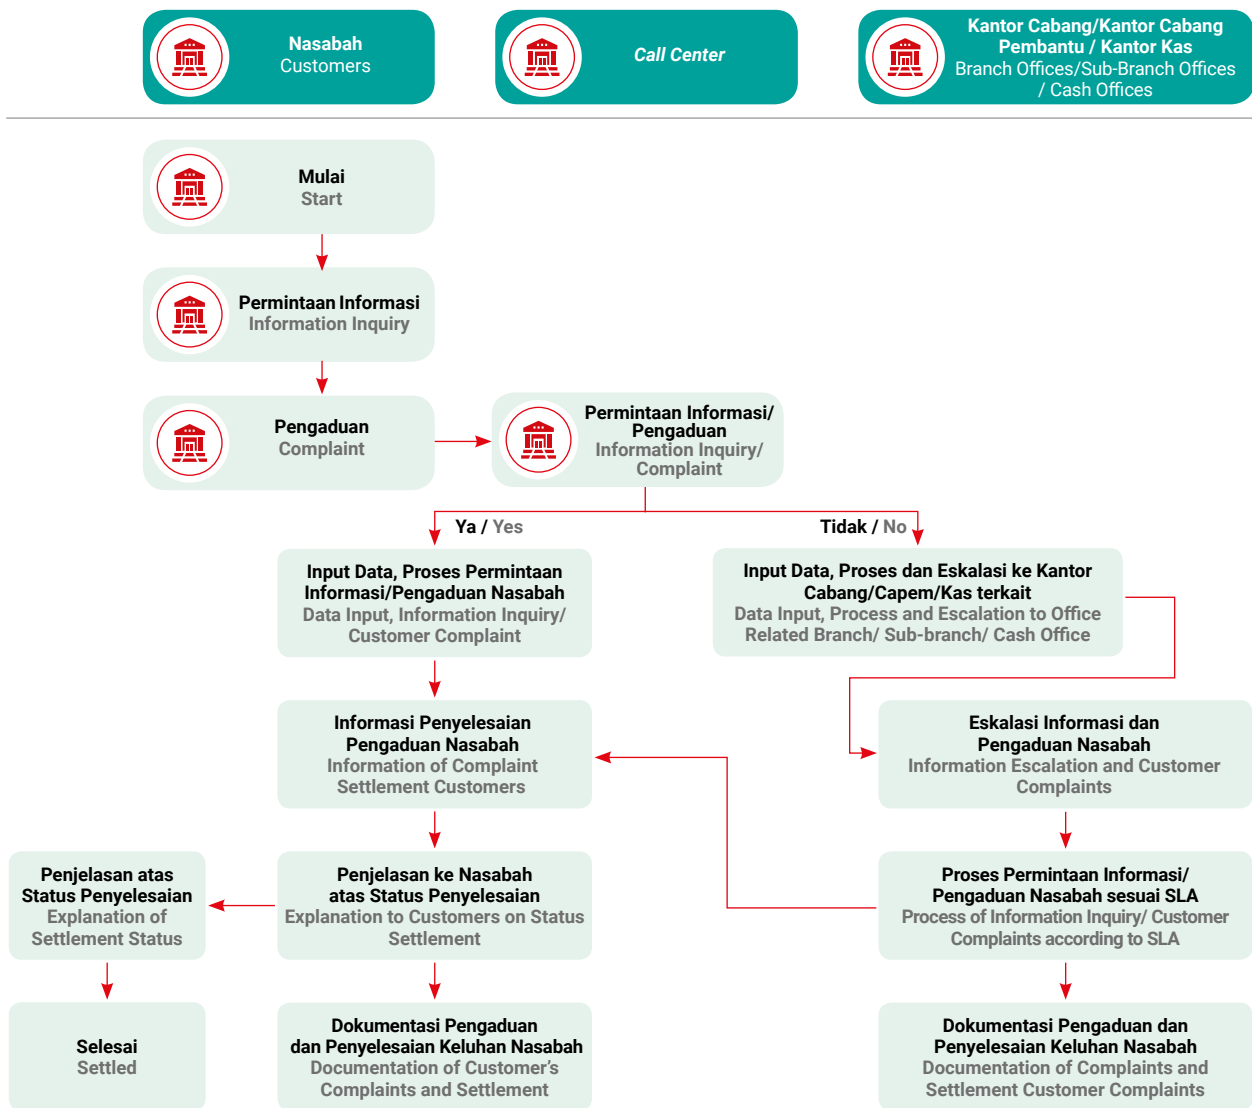 Nasabah
Customers
Call Center
Kantor Cabang/Kantor Cabang
Pembantu / Kantor Kas
Branch Offices/Sub-Branch Offices
/ Cash Offices
Mulai
Start
Permintaan Informasi
Information Inquiry
Pengaduan
Complaint
Permintaan Informasi/
Pengaduan
Information Inquiry/
Complaint
Ya / Yes
Tidak / No
Input Data, Proses Permintaan
Informasi/Pengaduan Nasabah
Data Input, Information Inquiry/
Customer Complaint
Input Data, Proses dan Eskalasi ke Kantor
Cabang/Capem/Kas terkait
Data Input, Process and Escalation to Office
Related Branch/ Sub-branch/ Cash Office
Informasi Penyelesaian
Pengaduan Nasabah
Information of Complaint
Settlement Customers
Eskalasi Informasi dan
Pengaduan Nasabah
Information Escalation and Customer
Complaints
Penjelasan atas
Status Penyelesaian
Explanation of
Settlement Status
Penjelasan ke Nasabah
atas Status Penyelesaian
Explanation to Customers on Status
Settlement
Proses Permintaan Informasi/
Pengaduan Nasabah sesuai SLA
Process of Information Inquiry/ Customer
Complaints according to SLA
Selesai
Settled
Dokumentasi Pengaduan
dan Penyelesaian Keluhan Nasabah
Documentation of Customer's
Complaints and Settlement
Dokumentasi Pengaduan dan
Penyelesaian Keluhan Nasabah
Documentation of Complaints and
Settlement Customer Complaints